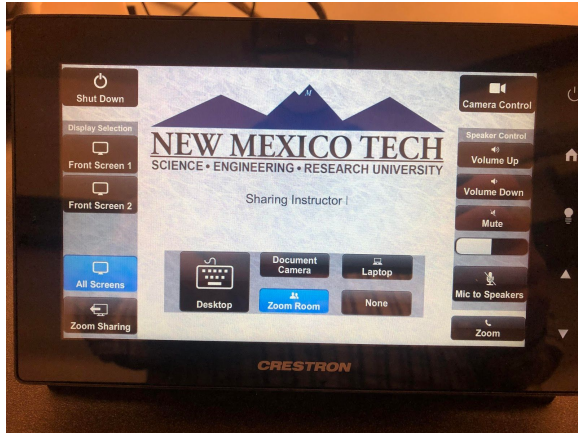 Shut Down
Display Selection
Front Screen 1
Front Screen 2
All Screens
Zoom Sharing
M
NEW MEXICO TECH
SCIENCE • ENGINEERING • RESEARCH UNIVERSITY
Sharing Instructor
Desktop
Document
Camera
Laptop
Zoom Room
None
Camera Control
Speaker Control
Volume Up
Volume Down
Mute
Mic to Speakers
Zoom
CRESTRON